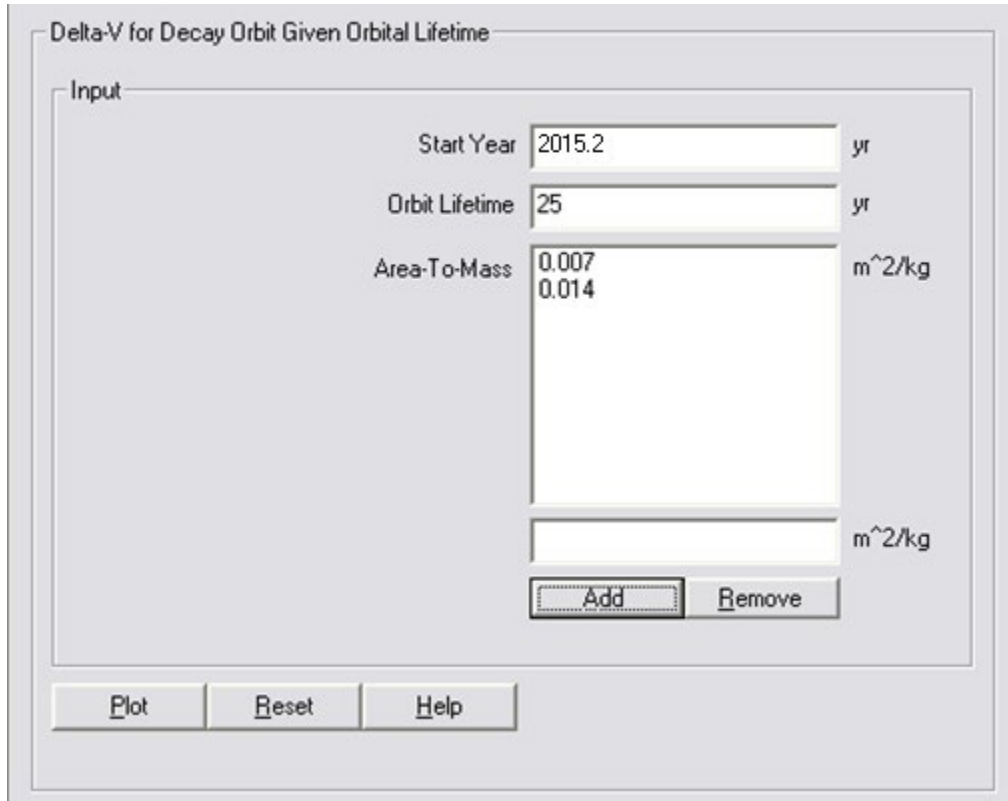 Delta-V for Decay Orbit Given Orbital Lifetime
Input
Start Year 2015.2 yr
Orbit Lifetime 25 yr
Area-To-Mass 0.007 m^2/kg
0.014
m^2/kg
Add Remove
Plot Reset Help